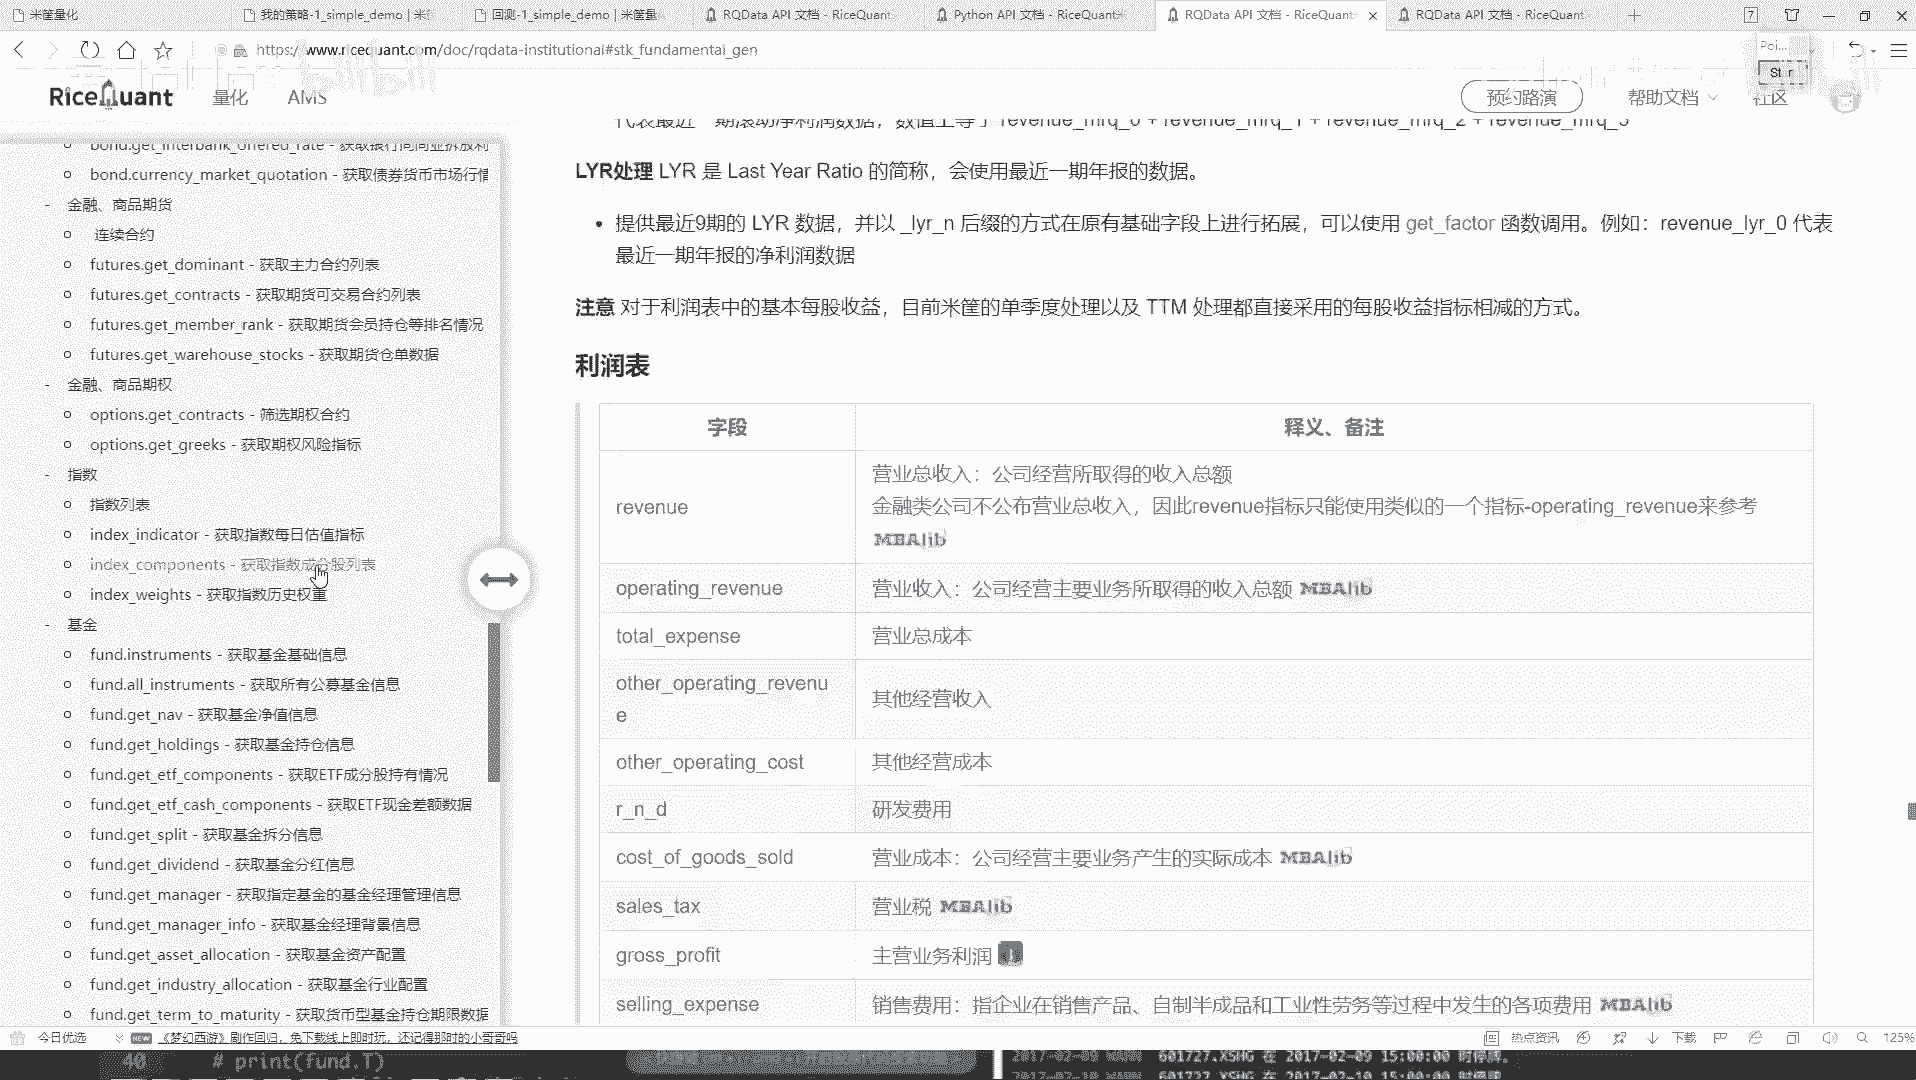 米筐量化
我的策略-1_simple_demo | 米筐
回测-1_simple_demo | 米筐量
RQData API 文档 - RiceQuant
Python API 文档 - RiceQuant米
RQData API 文档 - RiceQuant
RQData API 文档 - RiceQuant
7
https://www.ricequant.com/doc/rqdata-institutional#stk_fundamental_gen
Poi...
RiceQuant
量化
AMS
预约路演
帮助文档
社区
bond.get_interbank_offered_rate - 获取银行间同业拆放利
bond.currency_market_quotation - 获取债券货币市场行情
- 金融、商品期货
连续合约
futures.get_dominant - 获取主力合约列表
futures.get_contracts - 获取期货可交易合约列表
futures.get_member_rank - 获取期货会员持仓等排名情况
futures.get_warehouse_stocks - 获取期货仓单数据
- 金融、商品期权
options.get_contracts - 筛选期权合约
options.get_greeks - 获取期权风险指标
- 指数
指数列表
index_indicator - 获取指数每日估值指标
index_components - 获取指数成分股列表
index_weights - 获取指数历史权重
- 基金
fund.instruments - 获取基金基础信息
fund.all_instruments - 获取所有公募基金信息
fund.get_nav - 获取基金净值信息
fund.get_holdings - 获取基金持仓信息
fund.get_etf_components - 获取ETF成分股持有情况
fund.get_etf_cash_components - 获取ETF现金差额数据
fund.get_split - 获取基金拆分信息
fund.get_dividend - 获取基金分红信息
fund.get_manager - 获取指定基金的基金经理管理信息
fund.get_manager_info - 获取基金经理背景信息
fund.get_asset_allocation - 获取基金资产配置
fund.get_industry_allocation - 获取基金行业配置
fund.get_term_to_maturity - 获取货币型基金持仓期限数据
代表最近一期滚动净利润数据，数值上等于 revenue_mrq_0 + revenue_mrq_1 + revenue_mrq_2 + revenue_mrq_3
LYR处理 LYR 是 Last Year Ratio 的简称，会使用最近一期年报的数据。
提供最近9期的 LYR 数据，并以 _lyr_n 后缀的方式在原有基础字段上进行拓展，可以使用 get_factor 函数调用。例如：revenue_lyr_0 代表
最近一期年报的净利润数据
注意 对于利润表中的基本每股收益，目前米筐的单季度处理以及 TTM 处理都直接采用的每股收益指标相减的方式。
利润表
字段 释义、备注
revenue 营业总收入：公司经营所取得的收入总额
金融类公司不公布营业总收入，因此revenue指标只能使用类似的一个指标-operating_revenue来参考
MBAlib
operating_revenue 营业收入：公司经营主要业务所取得的收入总额 MBAlib
total_expense 营业总成本
other_operating_revenu
e
其他经营收入
other_operating_cost 其他经营成本
r_n_d 研发费用
cost_of_goods_sold 营业成本：公司经营主要业务产生的实际成本 MBAlib
sales_tax 营业税 MBAlib
gross_profit 主营业务利润
selling_expense 销售费用：指企业在销售产品、自制半成品和工业性劳务等过程中发生的各项费用 MBAlib
今日优选
NEW 《梦幻西游》剧作回归，免下载线上即时玩，还记得那时的小哥哥吗
热点资讯
下载
125%
40 # print(fund.T)
2017-02-09 WARN 601727.XSHG 在 2017-02-09 15:00:00 时停牌。
2017-02-10 WARN 601727.XSHG 在 2017-02-10 15:00:00 时停牌。